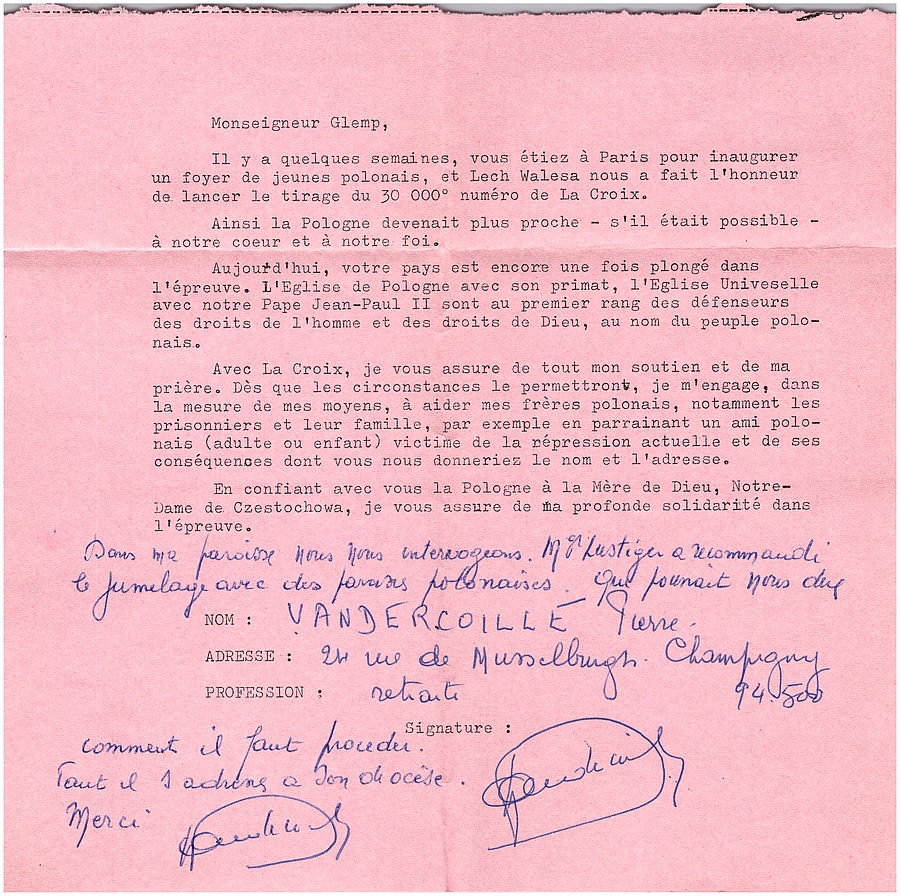 Monseigneur Glemp,
Il y a quelques semaines, vous étiez à Paris pour inaugurer
un foyer de jeunes polonais, et Lech Walesa nous a fait l'honneur
de lancer le tirage du 30 000° numéro de La Croix.
Ainsi la Pologne devenait plus proche - s'il était possible -
à notre coeur et à notre foi.
Aujourd'hui, votre pays est encore une fois plongé dans
l'épreuve. L'Eglise de Pologne avec son primat, l'Eglise Univeselle
avec notre Pape Jean-Paul II sont au premier rang des défenseurs
des droits de l'homme et des droits de Dieu, au nom du peuple polo-
nais.
Avec La Croix, je vous assure de tout mon soutien et de ma
prière. Dès que les circonstances le permettront, je m'engage, dans
la mesure de mes moyens, à aider mes frères polonais, notamment les
prisonniers et leur famille, par exemple en parrainant un ami polo-
nais (adulte ou enfant) victime de la répression actuelle et de ses
conséquences dont vous nous donneriez le nom et l'adresse.
En confiant avec vous la Pologne à la Mère de Dieu, Notre-
Dame de Czestochowa, je vous assure de ma profonde solidarité dans
l'épreuve.
Dans ma paroisse nous nous interrogeons. Mgr Lustiger a recommandé
le jumelage avec des paroisses polonaises. Qui pourrait nous dire
NOM : VANDERCOILLE Pierre.
ADRESSE : 24 rue de Musselburgh. Champigny
PROFESSION : retraité 94.500
Signature :
comment il faut proceder.
Faut il s'adresser a son diocèse.
Merci